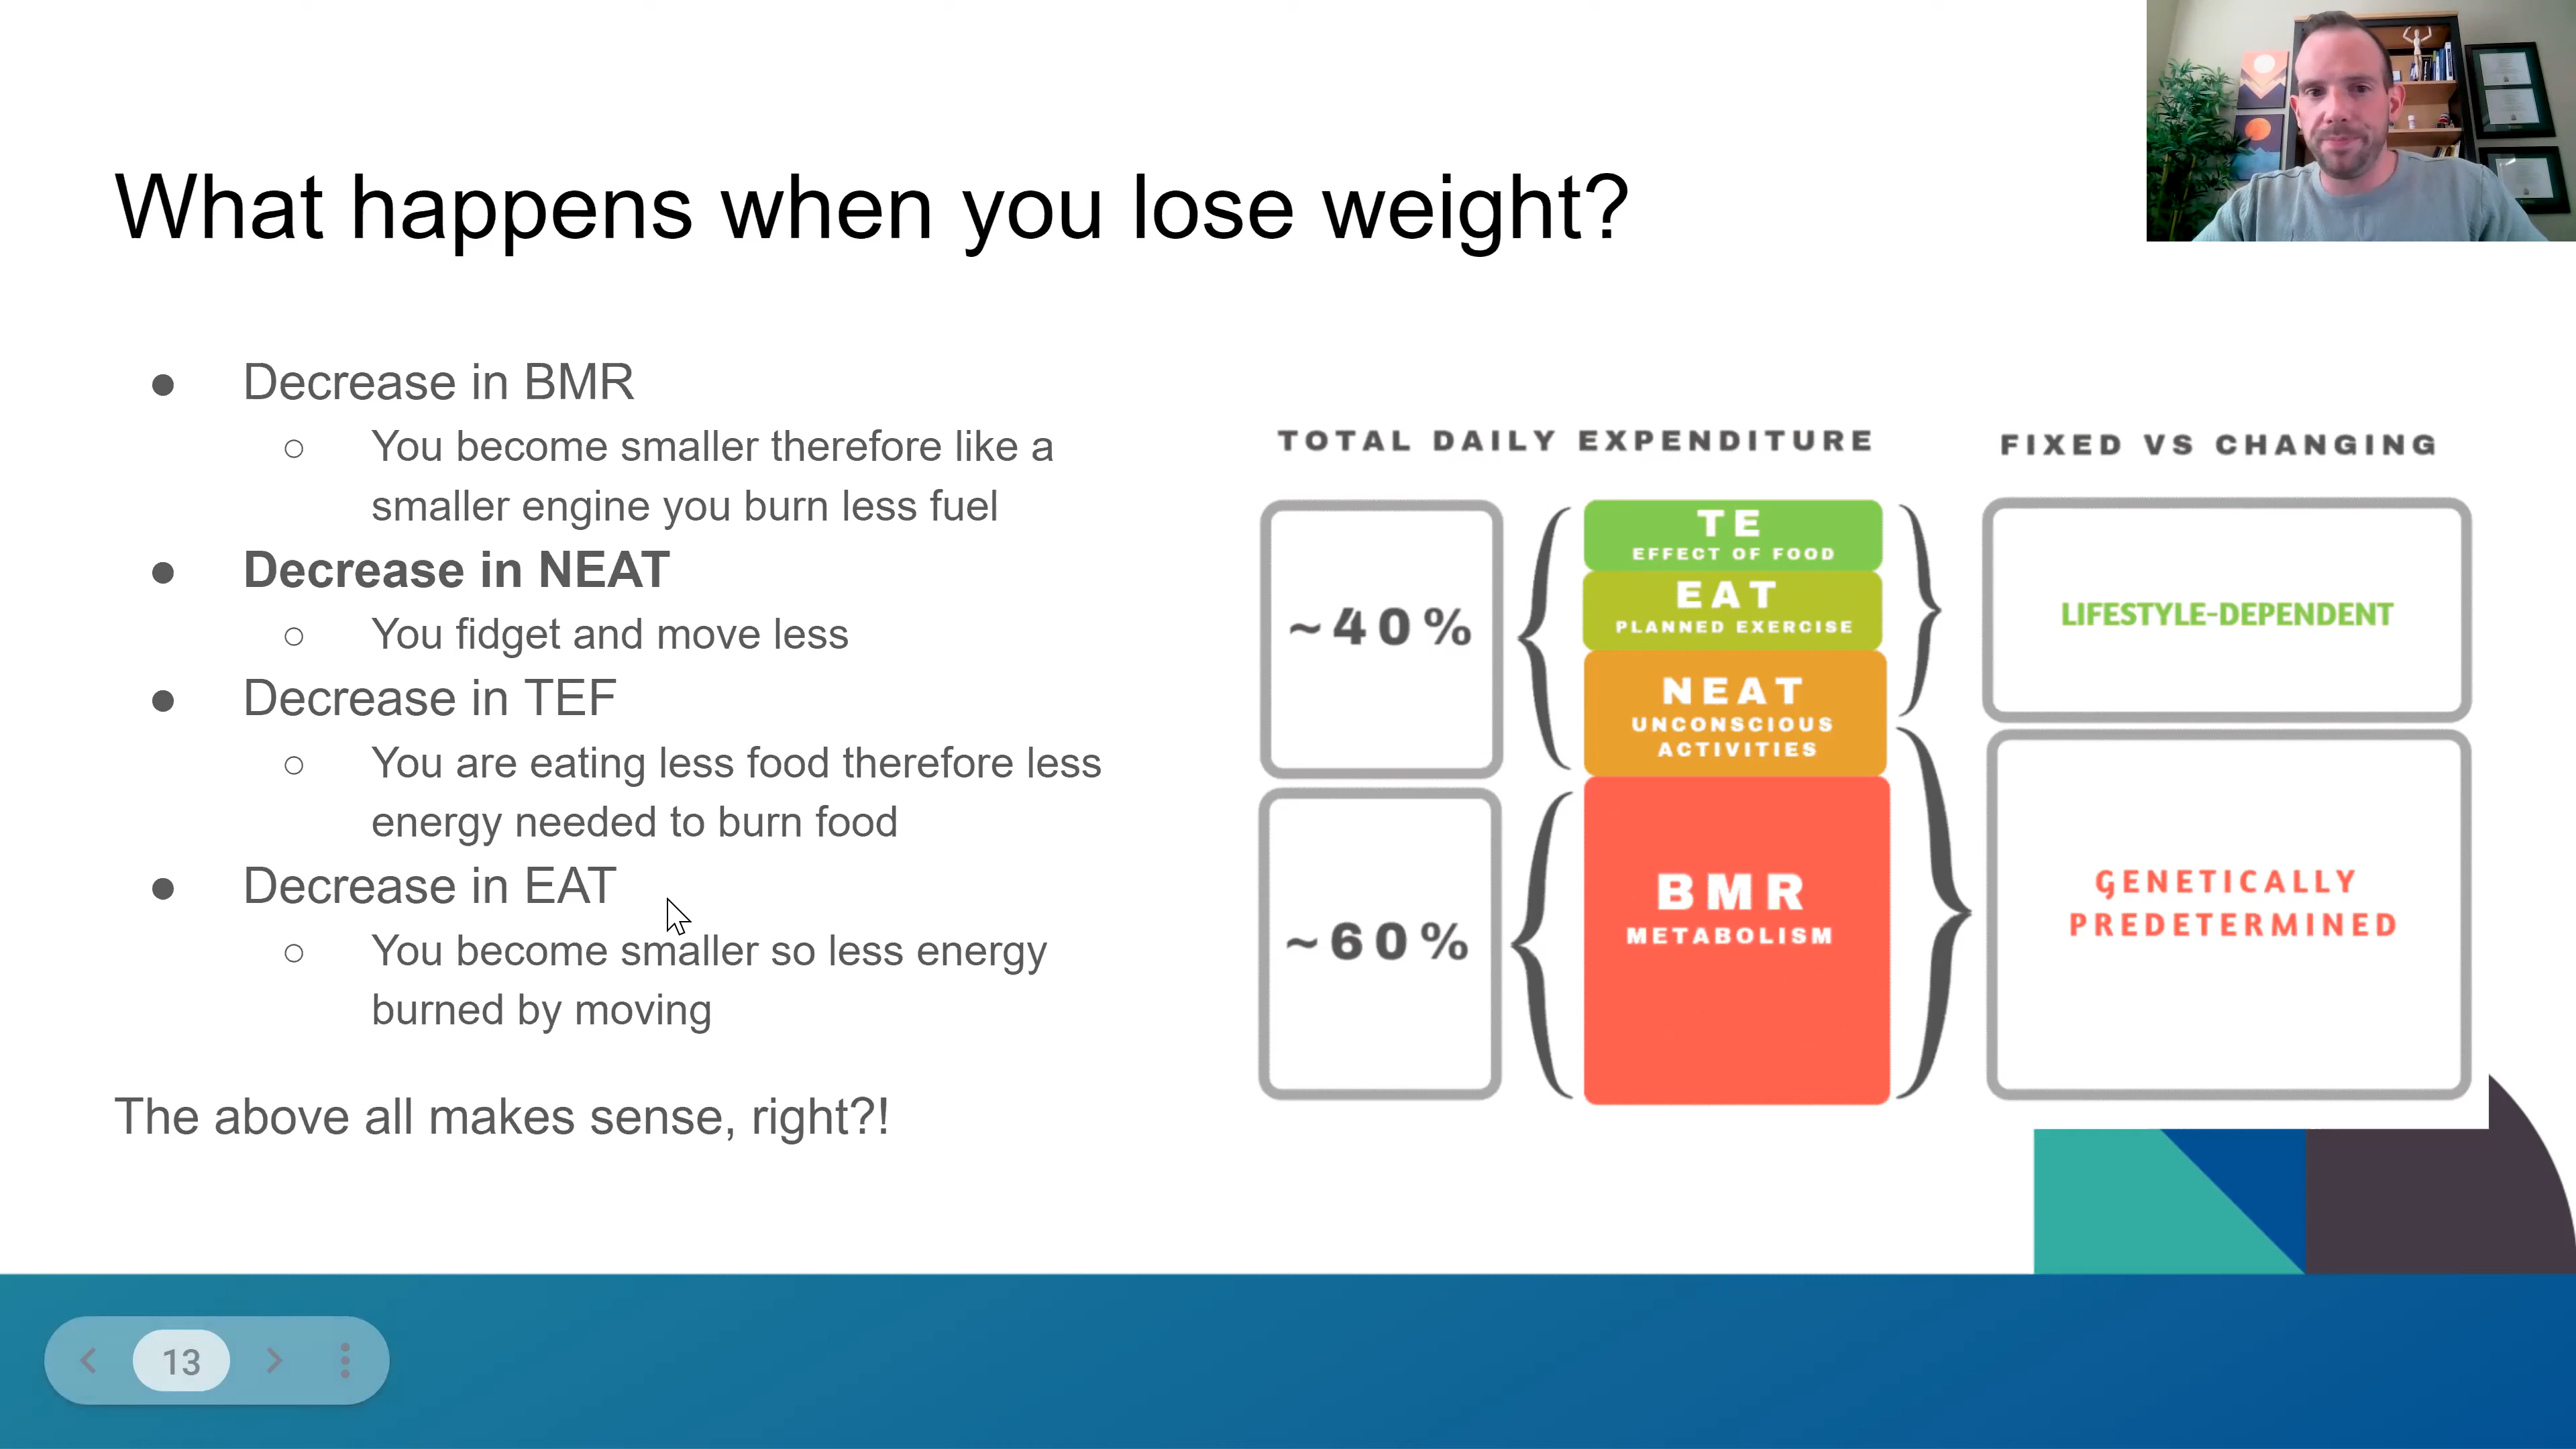 What happens when you lose weight?
● Decrease in BMR
○ You become smaller therefore like a
smaller engine you burn less fuel
● Decrease in NEAT
○ You fidget and move less
● Decrease in TEF
○ You are eating less food therefore less
energy needed to burn food
● Decrease in EAT
○ You become smaller so less energy
burned by moving
The above all makes sense, right?!
TOTAL DAILY EXPENDITURE
~40%
~60%
TE
EFFECT OF FOOD
EAT
PLANNED EXERCISE
NEAT
UNCONSCIOUS
ACTIVITIES
BMR
METABOLISM
FIXED VS CHANGING
LIFESTYLE-DEPENDENT
GENETICALLY
PREDETERMINED
13